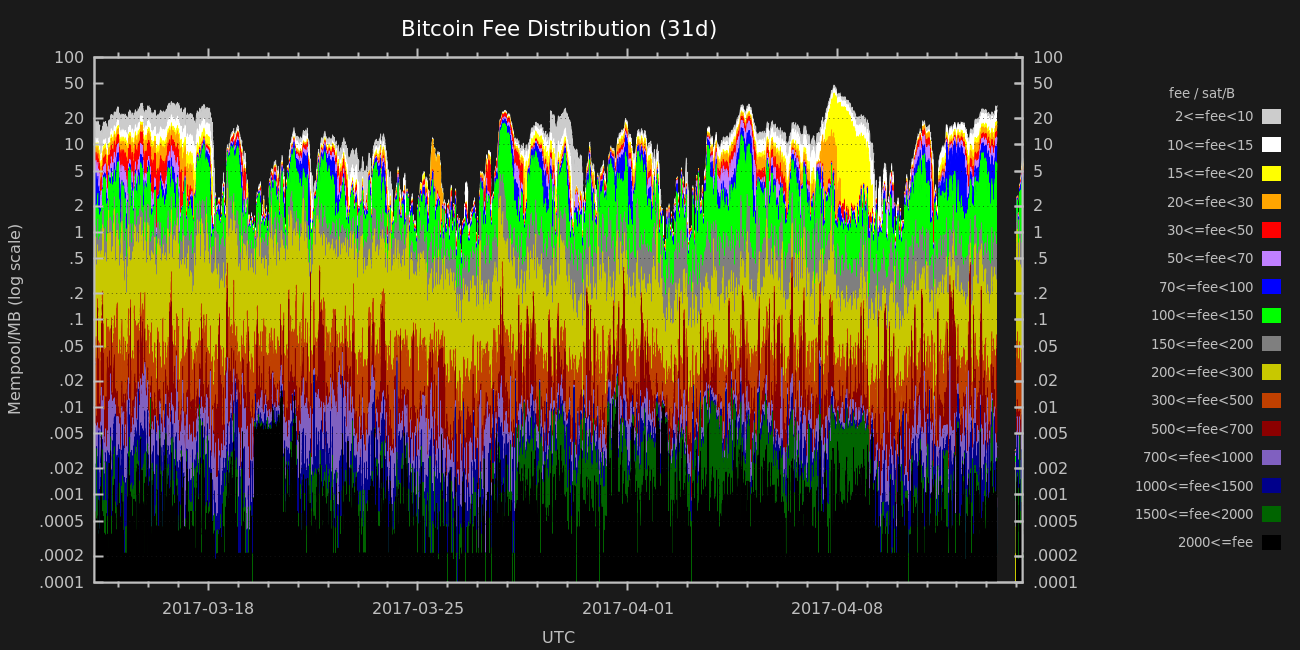 Bitcoin Fee Distribution (31d)
Mempool/MB (log scale)
100
50
20
10
5
2
1
.5
.2
.1
.05
.02
.01
.005
.002
.001
.0005
.0002
.0001
100
50
20
10
5
2
1
.5
.2
.1
.05
.02
.01
.005
.002
.001
.0005
.0002
.0001
2017-03-18 2017-03-25 2017-04-01 2017-04-08
UTC
fee / sat/B
2<=fee<10
10<=fee<15
15<=fee<20
20<=fee<30
30<=fee<50
50<=fee<70
70<=fee<100
100<=fee<150
150<=fee<200
200<=fee<300
300<=fee<500
500<=fee<700
700<=fee<1000
1000<=fee<1500
1500<=fee<2000
2000<=fee